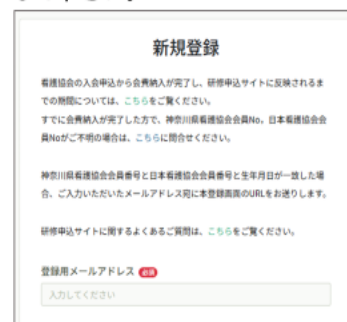 新規登録
看護協会の入会申込から会費納入が完了し、研修申込サイトに反映されるま
での期間については、こちらをご覧ください。
すでに会費納入が完了した方で、神奈川県看護協会会員No。日本看護協会会
員Noがご不明の場合は、こちらに問合せください。
神奈川県看護協会会員番号と日本看護協会会員番号と生年月日が一致した場
合、ご入力いただいたメールアドレス宛に本登録画面のURLをお送りします。
研修申込サイトに関するよくあるご質問は、こちらをご覧ください。
登録用メールアドレス 必須
入力してください